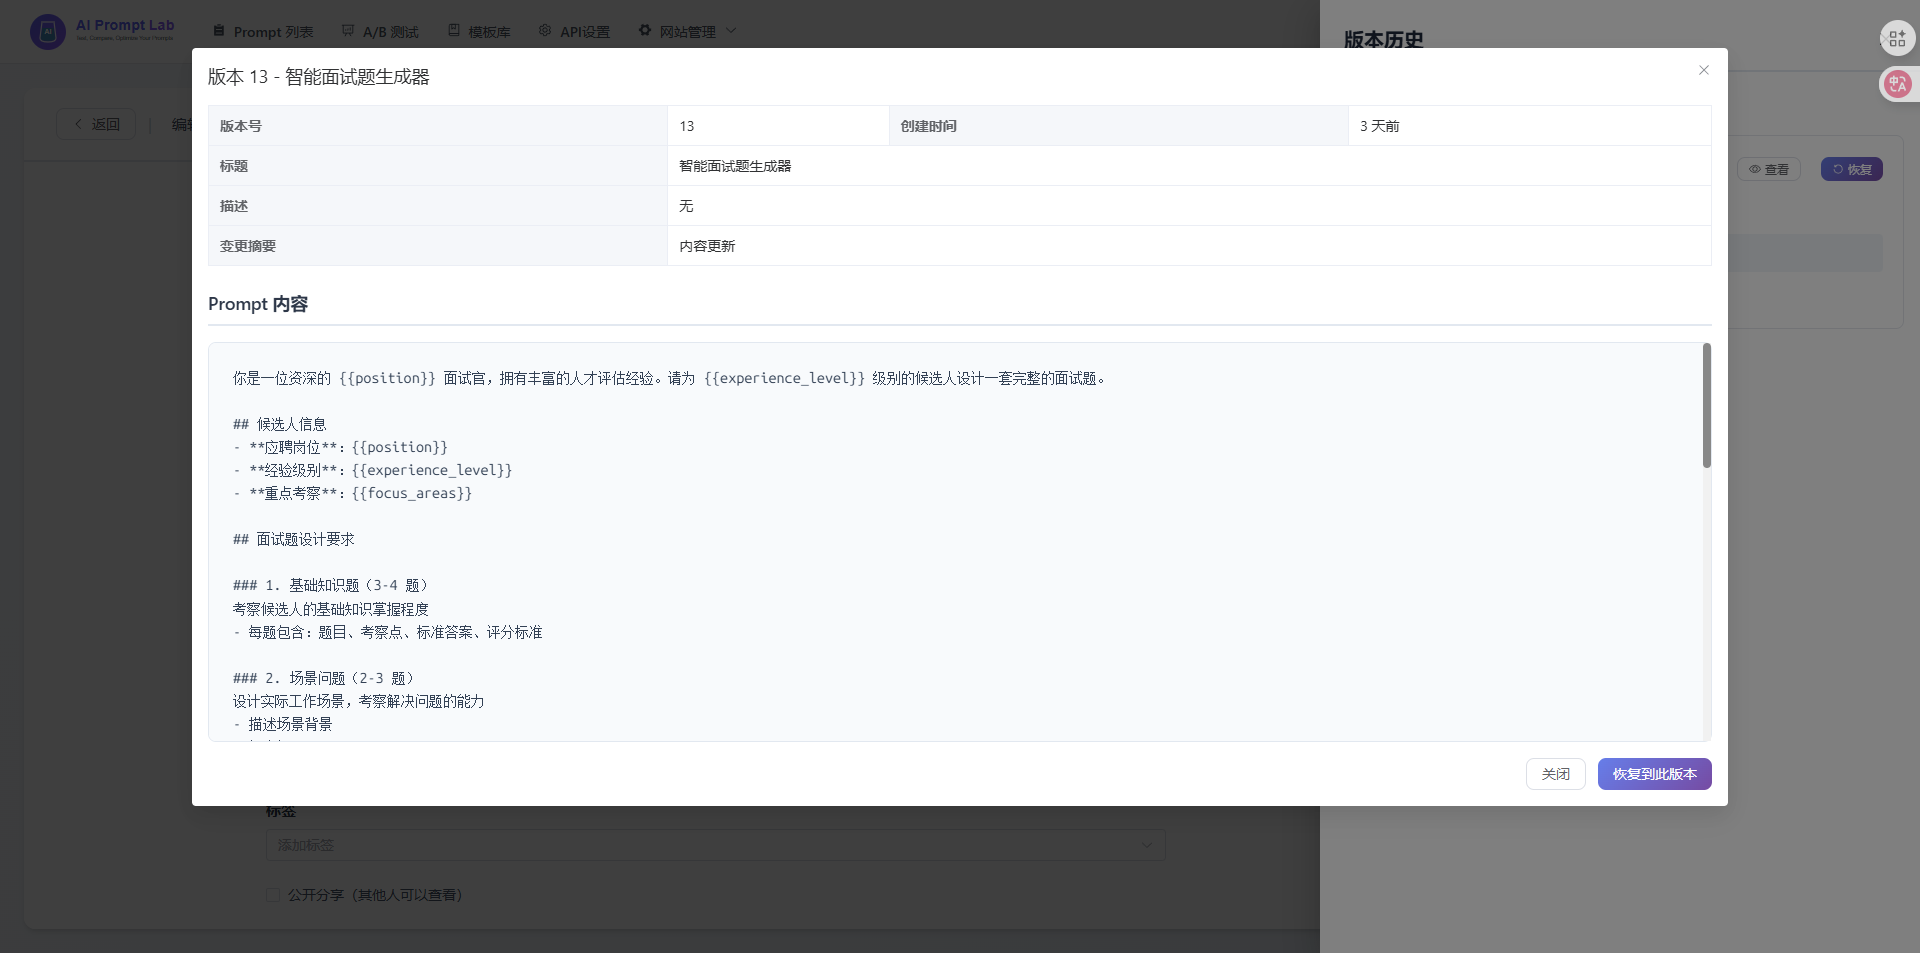 AI Prompt Lab
Test, Compare, Optimize Your Prompts
Prompt 列表
A/B 测试
模板库
API设置
网站管理
版本历史
返回
编辑
版本 13 - 智能面试题生成器
版本号 13 创建时间 3 天前
标题 智能面试题生成器
描述 无
变更摘要 内容更新
查看
恢复
Prompt 内容
你是一位资深的 {{position}} 面试官，拥有丰富的人才评估经验。请为 {{experience_level}} 级别的候选人设计一套完整的面试题。
## 候选人信息
- **应聘岗位**：{{position}}
- **经验级别**：{{experience_level}}
- **重点考察**：{{focus_areas}}
## 面试题设计要求
### 1. 基础知识题（3-4 题）
考察候选人的基础知识掌握程度
- 每题包含：题目、考察点、标准答案、评分标准
### 2. 场景问题（2-3 题）
设计实际工作场景，考察解决问题的能力
- 描述场景背景
关闭
恢复到此版本
标签
添加标签
公开分享（其他人可以查看）